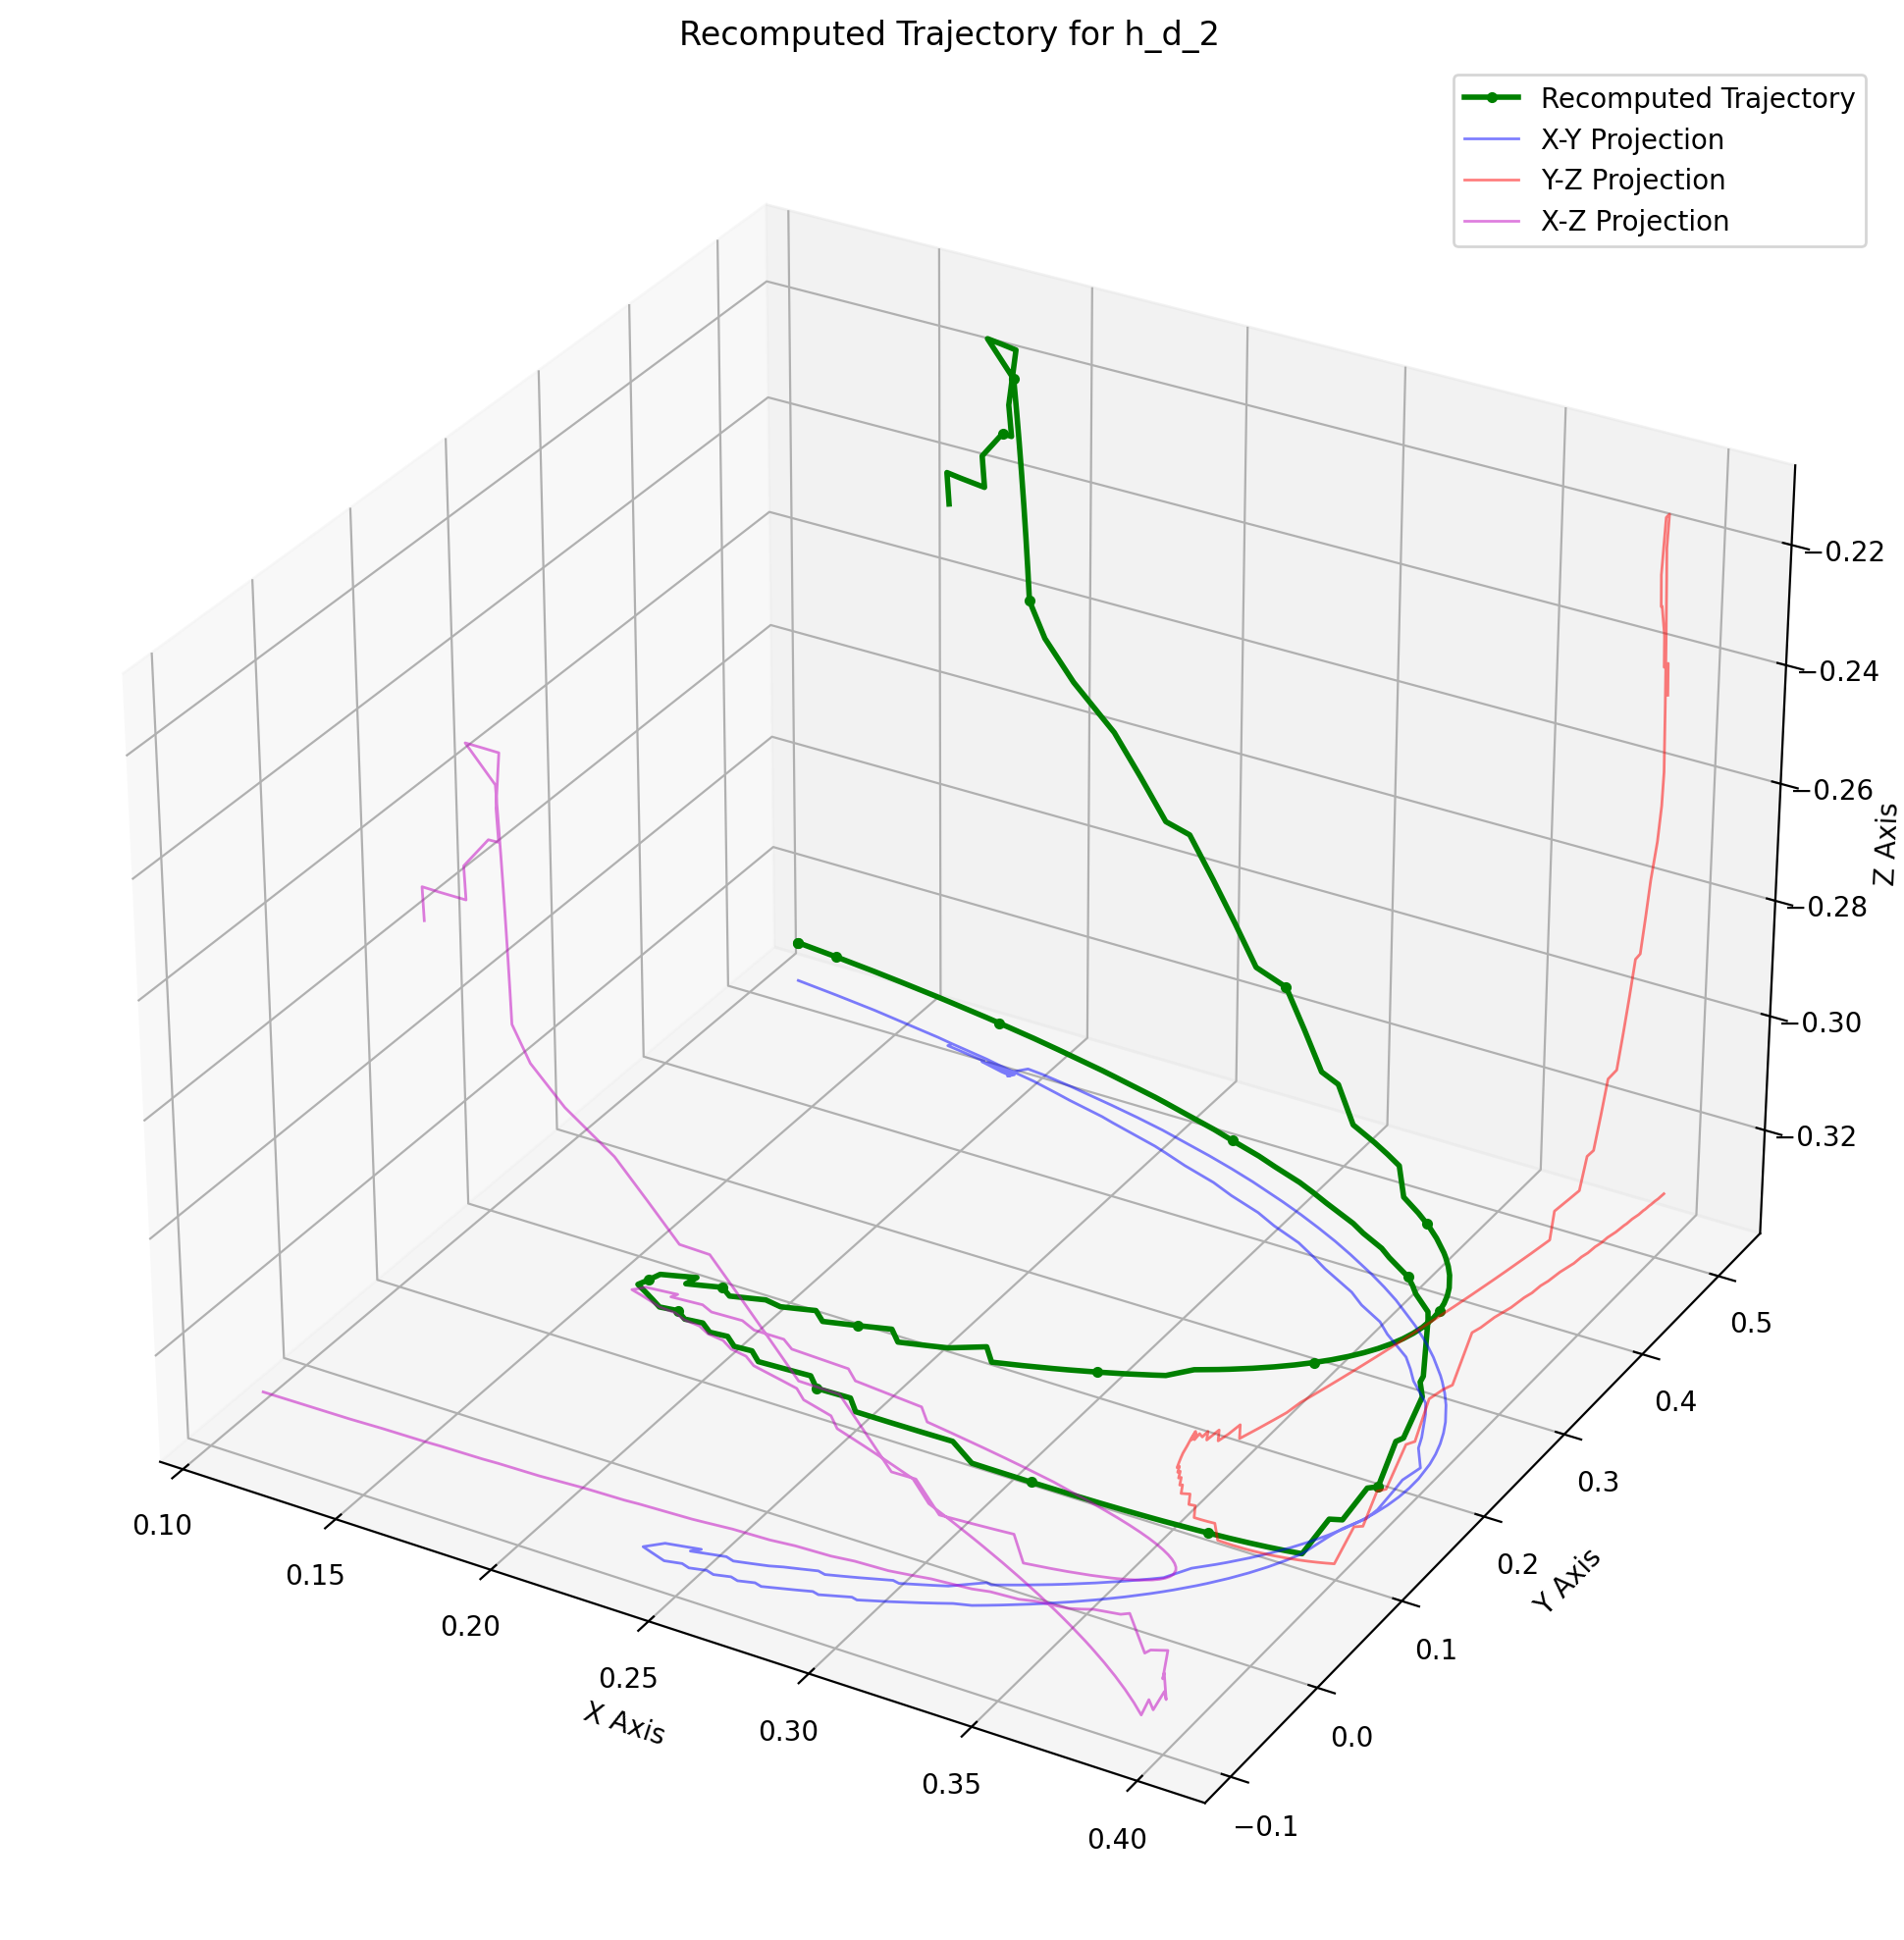 Recomputed Trajectory for h_d_2
Recomputed Trajectory
X-Y Projection
Y-Z Projection
X-Z Projection
−0.22
−0.24
−0.26
−0.28
−0.30
−0.32
Z Axis
0.5
0.4
0.3
0.2
0.1
0.0
−0.1
Y Axis
0.10
0.15
0.20
0.25
0.30
0.35
0.40
X Axis